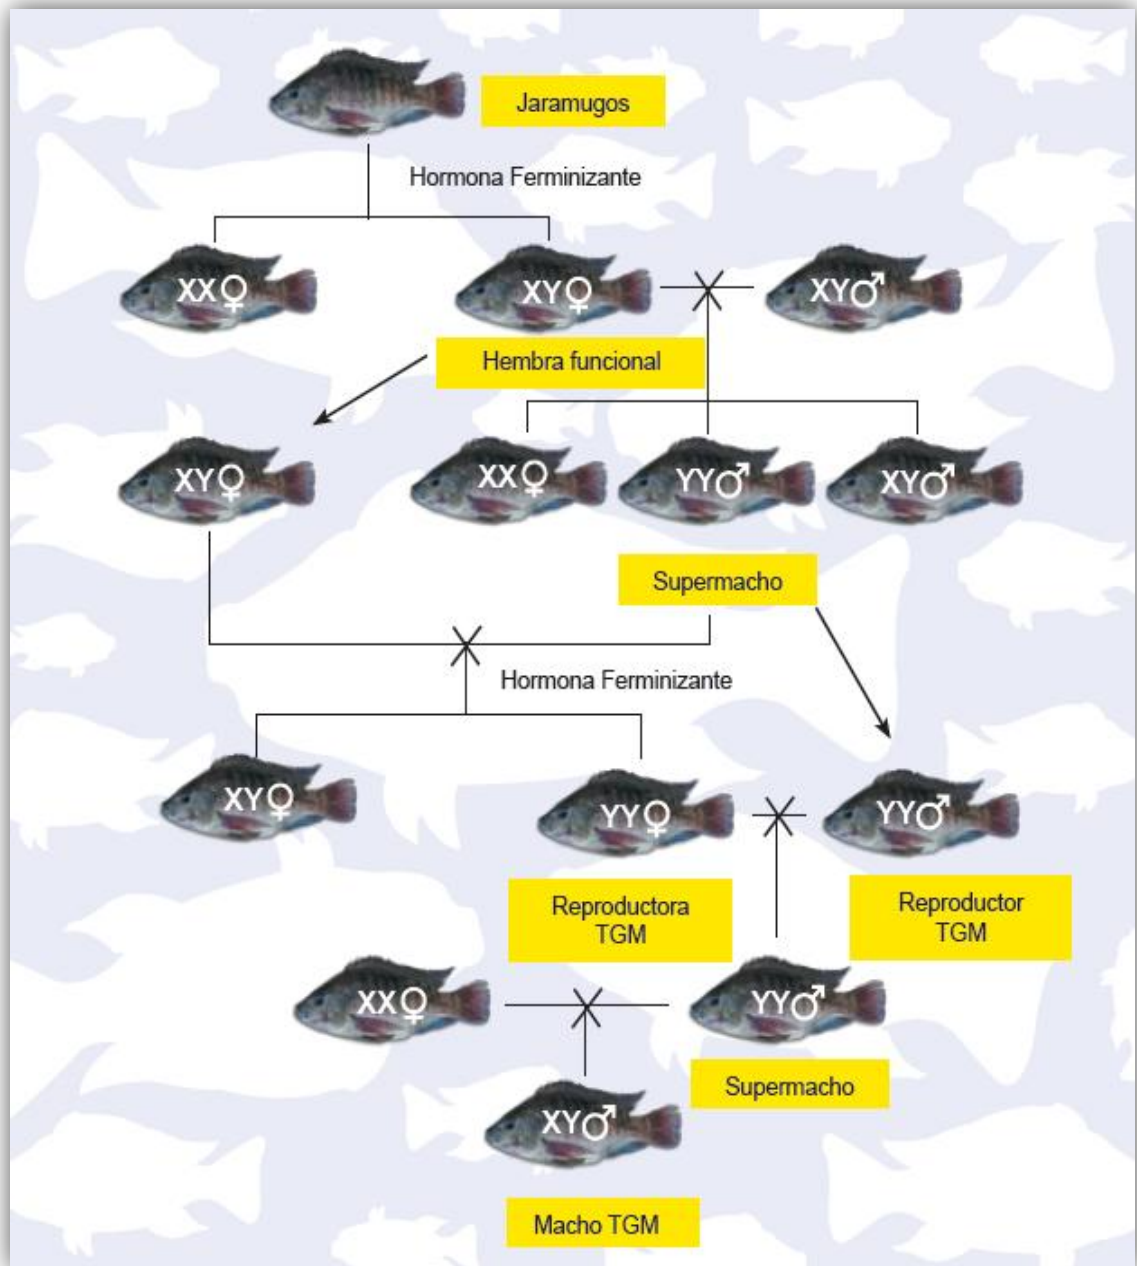 Jaramugos
Hormona Ferminizante
XX♀
XY♀
XY♂
Hembra funcional
XY♀
XX♀
YY♂
XY♂
Supermacho
Hormona Ferminizante
XY♀
YY♀
YY♂
Reproductora
TGM
Reproductor
TGM
XX♀
YY♂
Supermacho
XY♂
Macho TGM